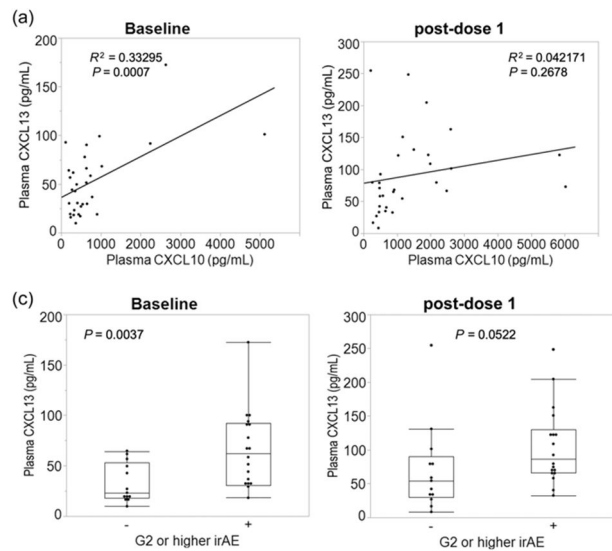 (a)
Baseline
post-dose 1
Plasma CXCL13 (pg/mL)
200
150
100
50
0
R² = 0.33295
P = 0.0007
0 1000 2000 3000 4000 5000
Plasma CXCL10 (pg/mL)
Plasma CXCL13 (pg/mL)
300
250
200
150
100
50
0
R² = 0.042171
P = 0.2678
0 1000 2000 3000 4000 5000 6000
Plasma CXCL10 (pg/mL)
(c)
Baseline
post-dose 1
Plasma CXCL13 (pg/mL)
200
150
100
50
0
P = 0.0037
- +
G2 or higher irAE
Plasma CXCL13 (pg/mL)
300
250
200
150
100
50
0
P = 0.0522
- +
G2 or higher irAE